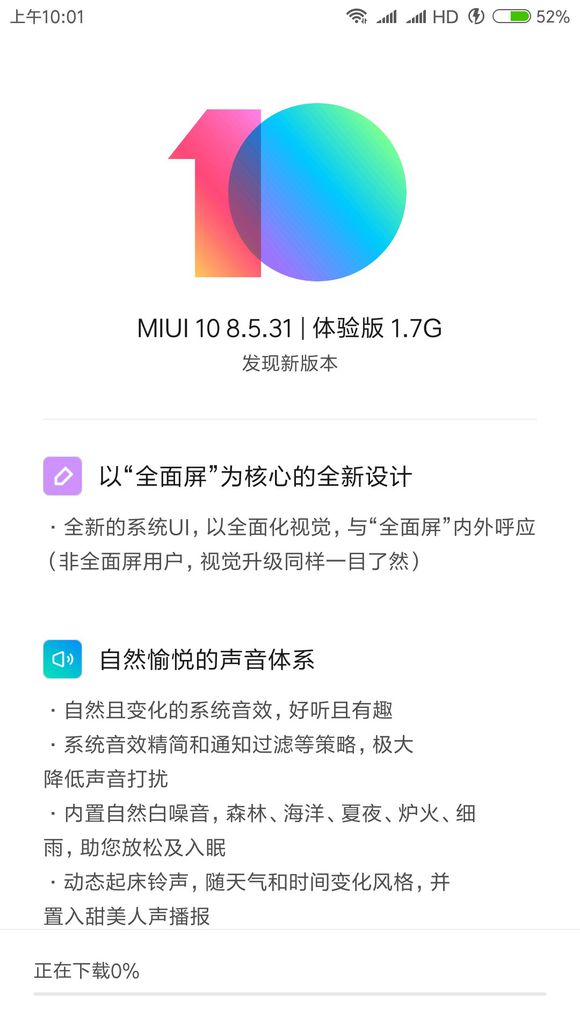 上午10:01
HD
52%
10
MIUI 10 8.5.31 | 体验版 1.7G
发现新版本
以“全面屏”为核心的全新设计
·全新的系统UI，以全面化视觉，与“全面屏”内外呼应
（非全面屏用户，视觉升级同样一目了然）
自然愉悦的声音体系
·自然且变化的系统音效，好听且有趣
·系统音效精简和通知过滤等策略，极大
降低声音打扰
·内置自然白噪音，森林、海洋、夏夜、炉火、细
雨，助您放松及入眠
·动态起床铃声，随天气和时间变化风格，并
置入甜美人声播报
正在下载0%